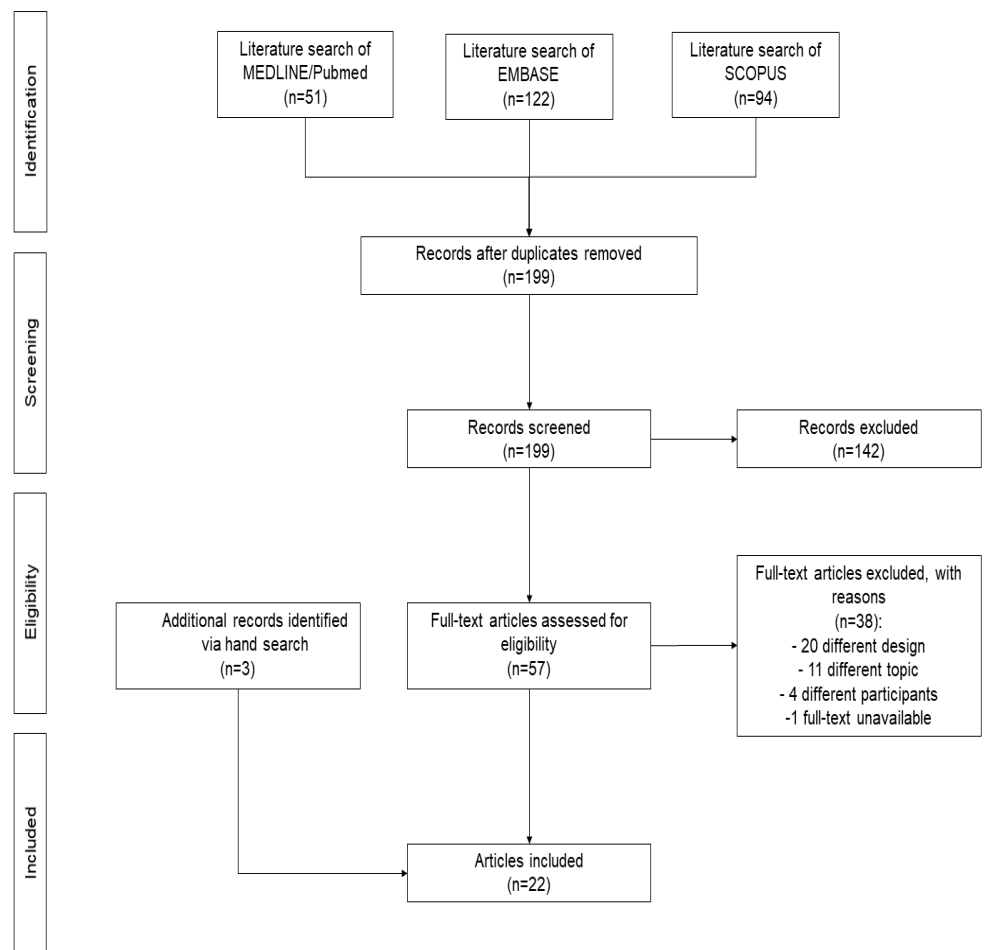 Identification
Literature search of
MEDLINE/Pubmed
(n=51)
Literature search of
EMBASE
(n=122)
Literature search of
SCOPUS
(n=94)
Records after duplicates removed
(n=199)
Screening
Records screened
(n=199)
Records excluded
(n=142)
Eligibility
Additional records identified
via hand search
(n=3)
Full-text articles assessed for
eligibility
(n=57)
Full-text articles excluded, with
reasons
(n=38):
- 20 different design
- 11 different topic
- 4 different participants
-1 full-text unavailable
Included
Articles included
(n=22)